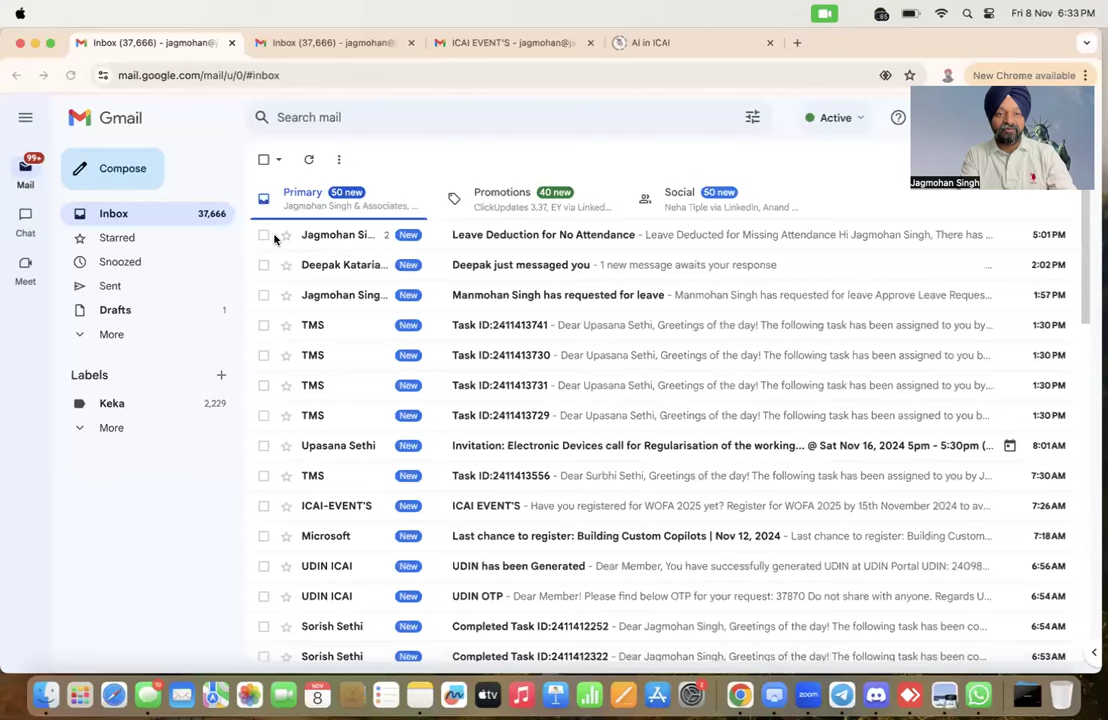 Fri 8 Nov 6:33 PM
Inbox (37,666) - jagmohan@j
Inbox (37,666) - jagmohan@j
ICAI EVENT'S - jagmohan@ja
AI in ICAI
mail.google.com/mail/u/0/#inbox
New Chrome available
Gmail
Search mail
Active
Jagmohan Singh
99+
Mail
Chat
Meet
Compose
Inbox 37,666
Starred
Snoozed
Sent
Drafts 1
More
Labels
Keka 2,229
More
Primary 50 new
Jagmohan Singh & Associates, ...
Promotions 40 new
ClickUpdates 3.37, EY via Linked...
Social 50 new
Neha Tiple via LinkedIn, Anand ...
Jagmohan Si... 2 New Leave Deduction for No Attendance - Leave Deducted for Missing Attendance Hi Jagmohan Singh, There has ... 5:01 PM
Deepak Kataria... New Deepak just messaged you - 1 new message awaits your response ... 2:02 PM
Jagmohan Sing... New Manmohan Singh has requested for leave - Manmohan Singh has requested for leave Approve Leave Reques... 1:57 PM
TMS New Task ID:2411413741 - Dear Upasana Sethi, Greetings of the day! The following task has been assigned to you by... 1:30 PM
TMS New Task ID:2411413730 - Dear Upasana Sethi, Greetings of the day! The following task has been assigned to you b... 1:30 PM
TMS New Task ID:2411413731 - Dear Upasana Sethi, Greetings of the day! The following task has been assigned to you by... 1:30 PM
TMS New Task ID:2411413729 - Dear Upasana Sethi, Greetings of the day! The following task has been assigned to you b... 1:30 PM
Upasana Sethi New Invitation: Electronic Devices call for Regularisation of the working... @ Sat Nov 16, 2024 5pm - 5:30pm (... 8:01 AM
TMS New Task ID:2411413556 - Dear Surbhi Sethi, Greetings of the day! The following task has been assigned to you by J... 7:30 AM
ICAI-EVENT'S New ICAI EVENT'S - Have you registered for WOFA 2025 yet? Register for WOFA 2025 by 15th November 2024 to av... 7:26 AM
Microsoft New Last chance to register: Building Custom Copilots | Nov 12, 2024 - Last chance to register: Building Custom... 7:18 AM
UDIN ICAI New UDIN has been Generated - Dear Member, You have successfully generated UDIN at UDIN Portal UDIN: 24098... 6:56 AM
UDIN ICAI New UDIN OTP - Dear Member! Please find below OTP for your request: 37870 Do not share with anyone. Regards U... 6:54 AM
Sorish Sethi New Completed Task ID:2411412252 - Dear Jagmohan Singh, Greetings of the day! The following task has been co... 6:54 AM
Sorish Sethi New Completed Task ID:2411412322 - Dear Jagmohan Singh, Greetings of the day! The following task has been co... 6:53 AM
NOV
8
tv
zoom